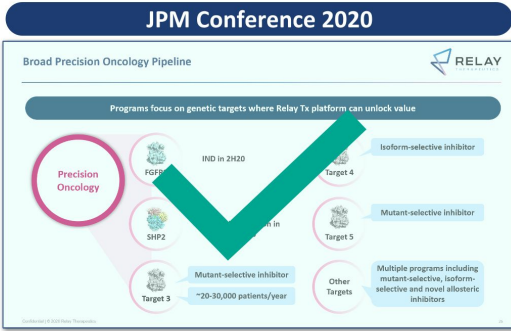 JPM Conference 2020
Broad Precision Oncology Pipeline
RELAY
THERAPEUTICS
Programs focus on genetic targets where Relay Tx platform can unlock value
Precision
Oncology
IND in 2H20
SHP2
in
Target 3
Mutant-selective inhibitor
~20-30,000 patients/year
Target 4
Isoform-selective inhibitor
Target 5
Mutant-selective inhibitor
Other
Targets
Multiple programs including
mutant-selective, isoform-
selective and novel allosteric
inhibitors